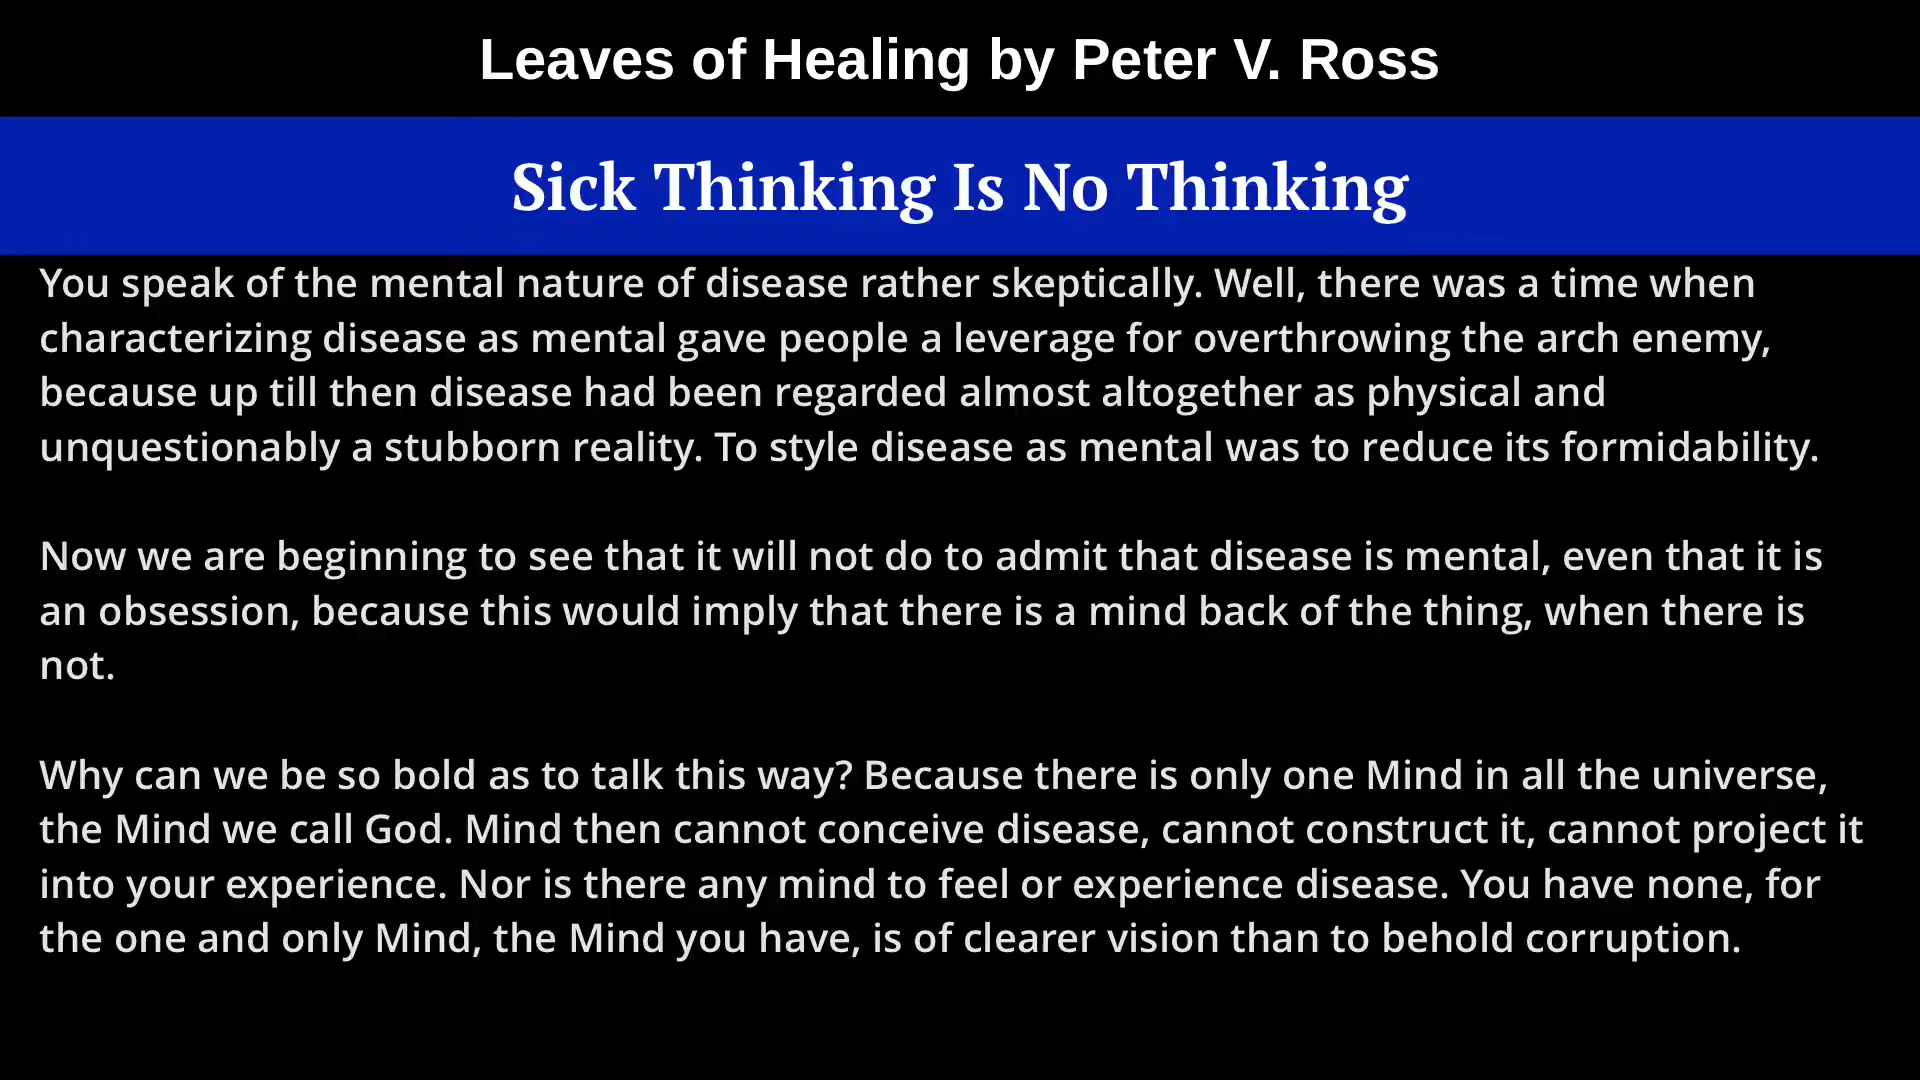 Leaves of Healing by Peter V. Ross
Sick Thinking Is No Thinking
You speak of the mental nature of disease rather skeptically. Well, there was a time when
characterizing disease as mental gave people a leverage for overthrowing the arch enemy,
because up till then disease had been regarded almost altogether as physical and
unquestionably a stubborn reality. To style disease as mental was to reduce its formidability.
Now we are beginning to see that it will not do to admit that disease is mental, even that it is
an obsession, because this would imply that there is a mind back of the thing, when there is
not.
Why can we be so bold as to talk this way? Because there is only one Mind in all the universe,
the Mind we call God. Mind then cannot conceive disease, cannot construct it, cannot project it
into your experience. Nor is there any mind to feel or experience disease. You have none, for
the one and only Mind, the Mind you have, is of clearer vision than to behold corruption.